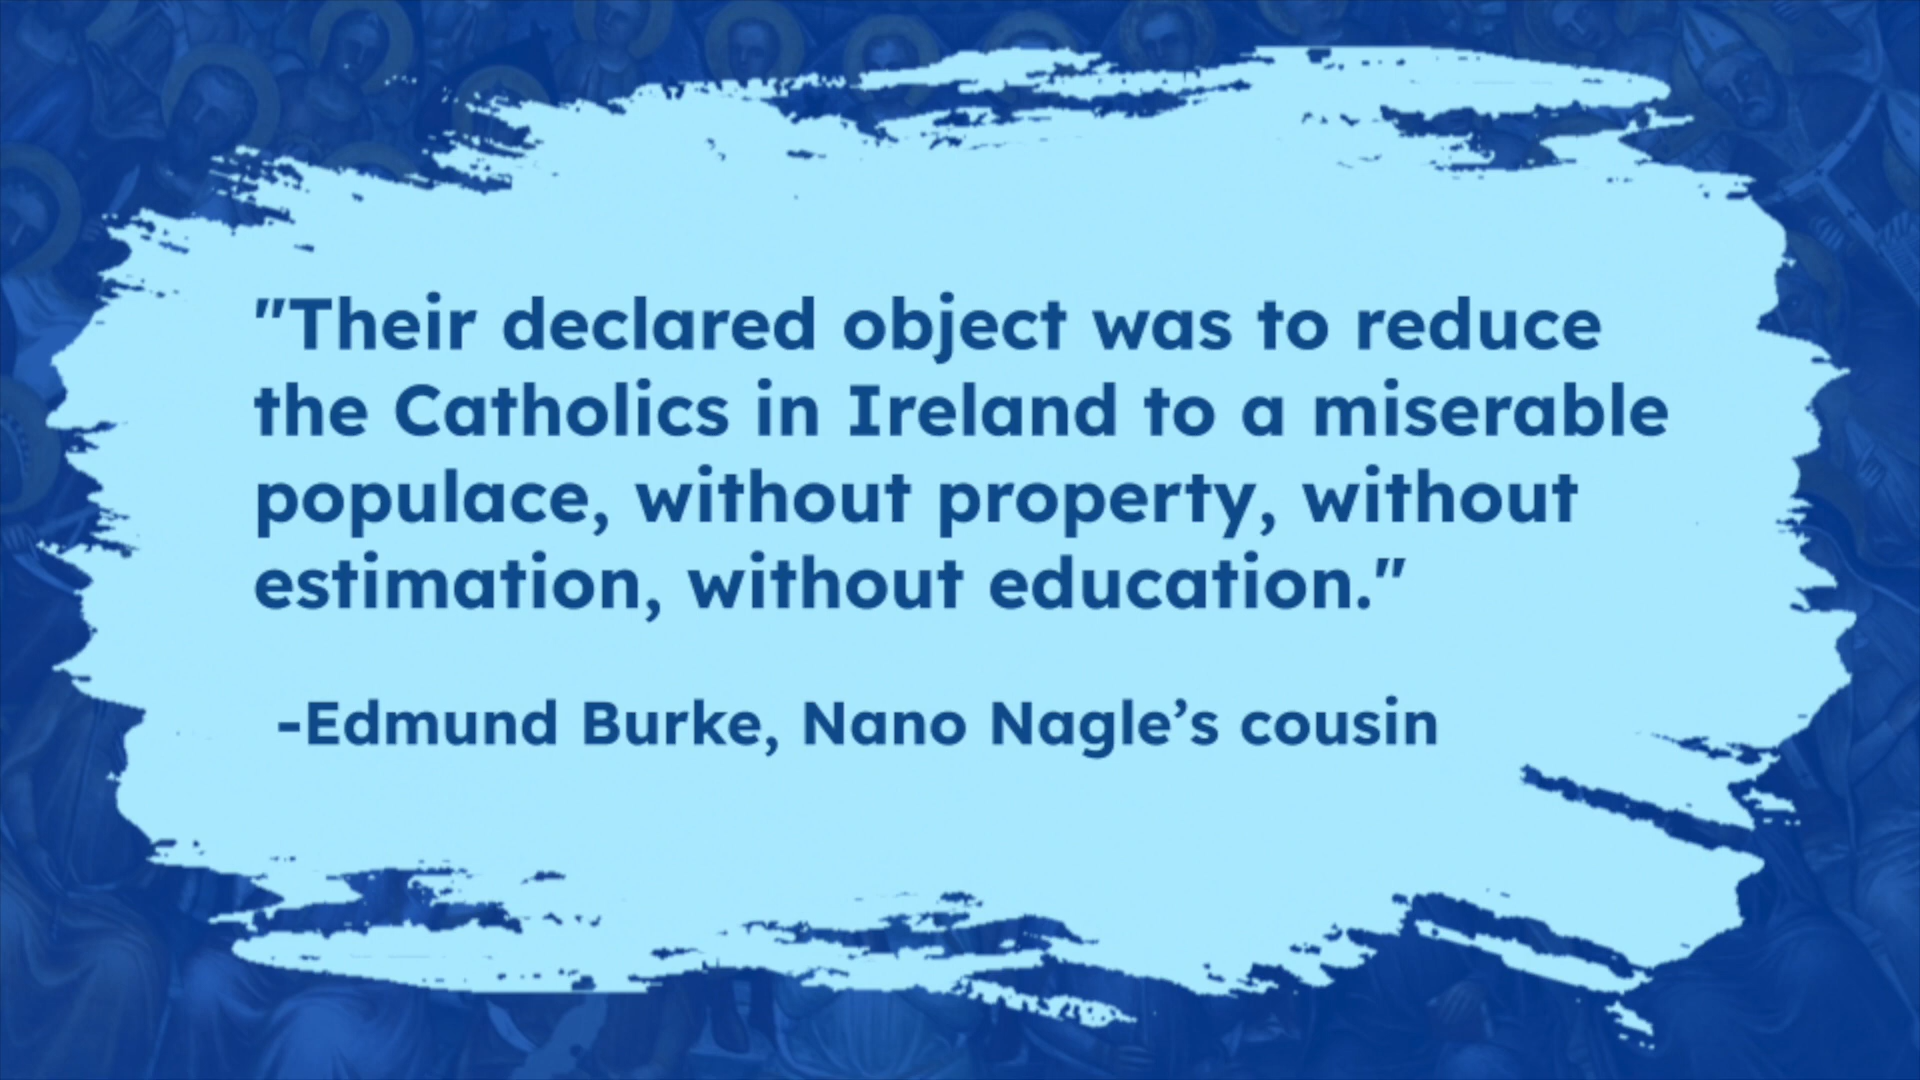 "Their declared object was to reduce
the Catholics in Ireland to a miserable
populace, without property, without
estimation, without education."
-Edmund Burke, Nano Nagle’s cousin